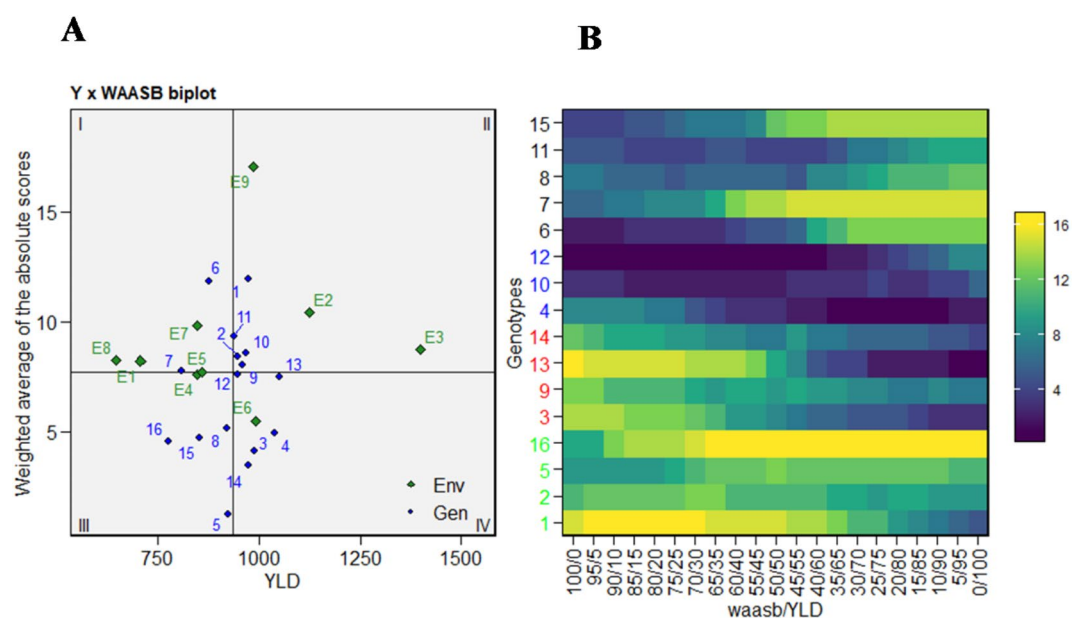 A
B
Y x WAASB biplot
Weighted average of the absolute scores
I
II
III
IV
15
10
5
E9
6
1
E2
11
E7
2
10
E3
E8
7
E5
13
E1
E4
12
9
E6
16
15
8
3
4
14
5
Env
Gen
750
1000
1250
1500
YLD
Genotypes
15
11
8
7
6
12
10
4
14
13
9
3
16
5
2
1
100/0
95/5
90/10
85/15
80/20
75/25
70/30
65/35
60/40
55/45
50/50
45/55
40/60
35/65
30/70
25/75
20/80
15/85
10/90
5/95
0/100
waasb/YLD
16
12
8
4